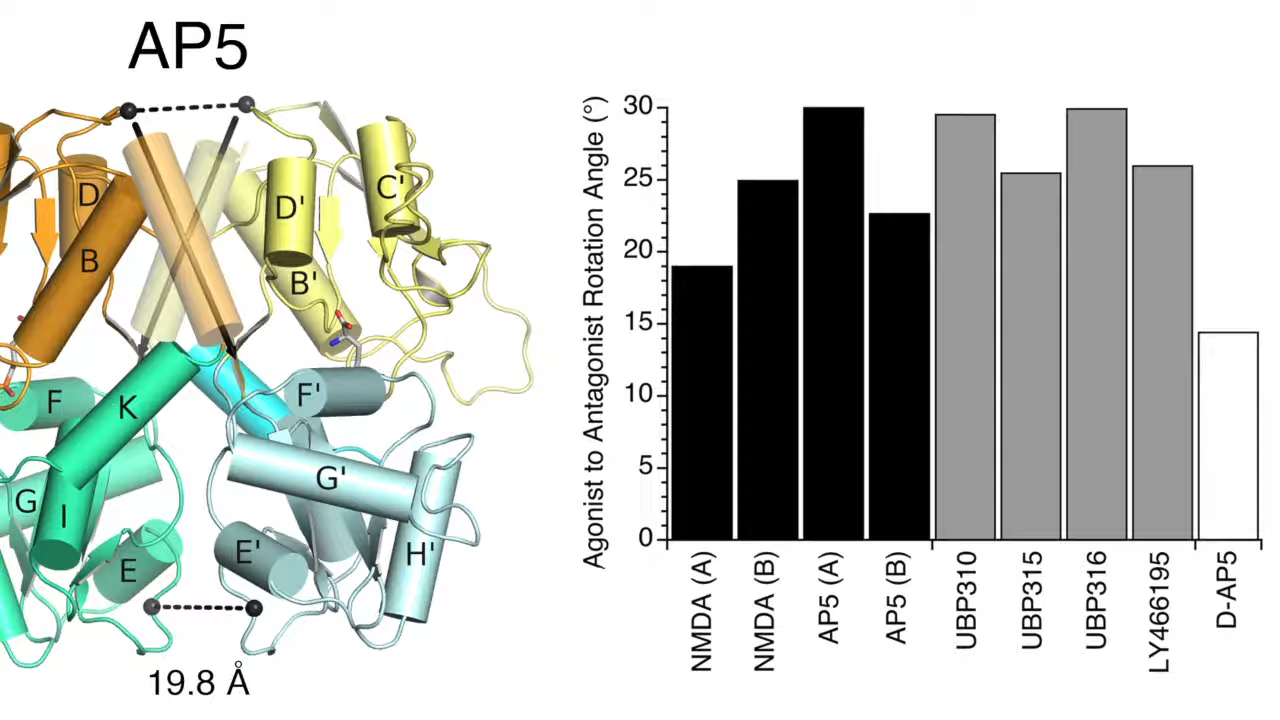 AP5
D
B
D'
C'
B'
F
K
F'
G
I
G'
E
E'
H'
19.8 Å
Agonist to Antagonist Rotation Angle (°)
30
25
20
15
10
5
0
NMDA (A)
NMDA (B)
AP5 (A)
AP5 (B)
UBP310
UBP315
UBP316
LY466195
D-AP5